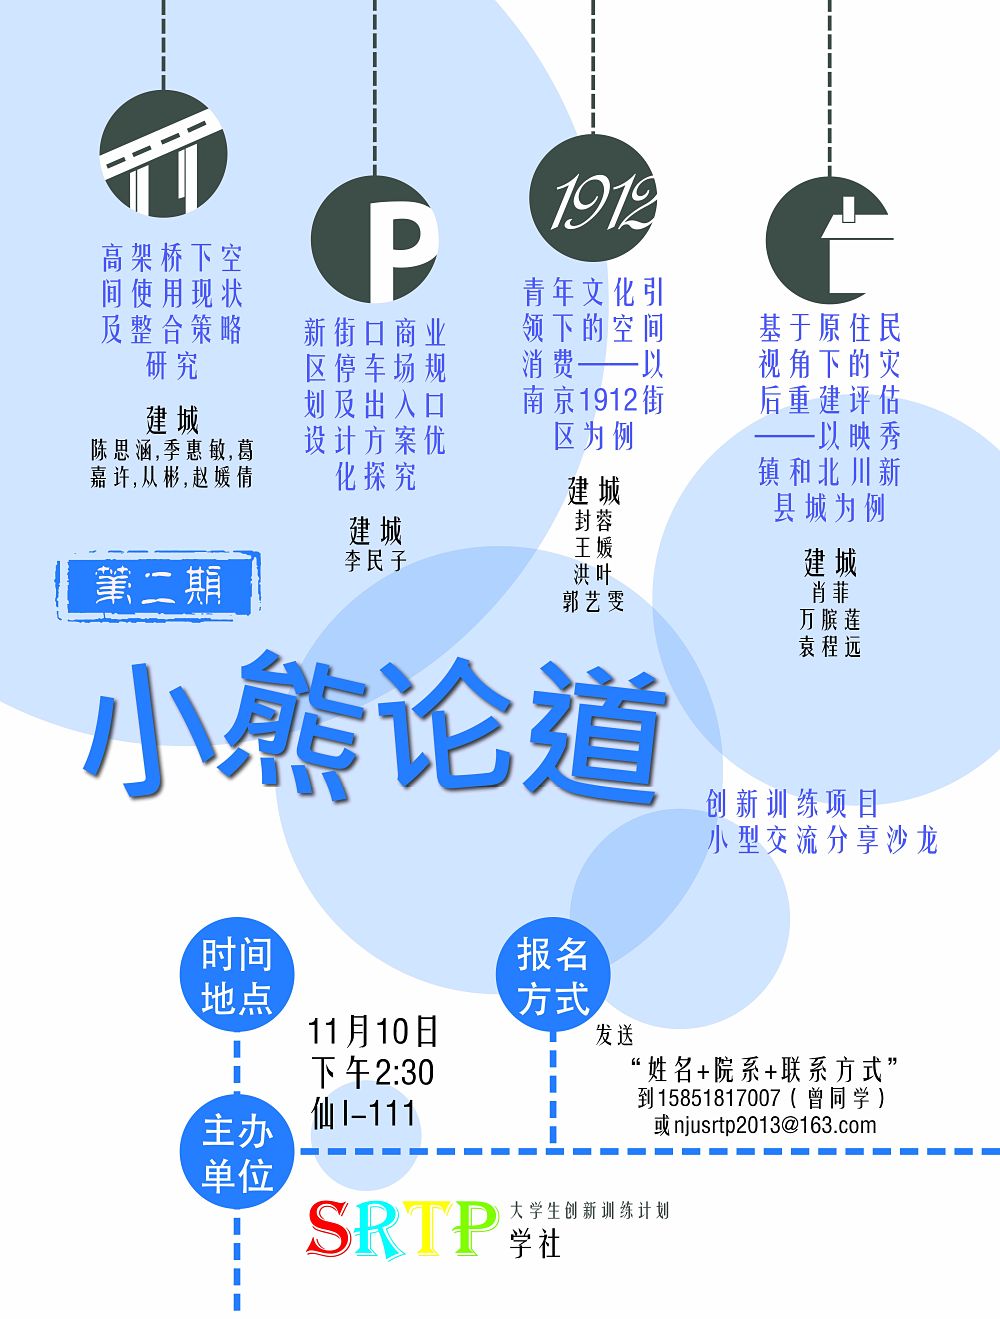 高架桥下空
间使用现状
及整合策略
研究
建城
陈思涵,季惠敏,葛
嘉许,从彬,赵媛倩
P
新街口商业
区停车场规
划及出入口
设计方案优
化探究
建城
李民子
1912
青年文化引
领下的空间
消费——以
南京1912街
区为例
建城
封蓉
王媛
洪叶
郭艺雯
基于原住民
视角下的灾
后重建评估
——以映秀
镇和北川新
县城为例
建城
肖菲
万膑莲
袁程远
第二期
小熊论道
创新训练项目
小型交流分享沙龙
时间
地点
11月10日
下午2:30
仙I-111
报名
方式
发送
“姓名+院系+联系方式”
到15851817007（曾同学）
或njusrtp2013@163.com
主办
单位
SRTP
大学生创新训练计划
学社